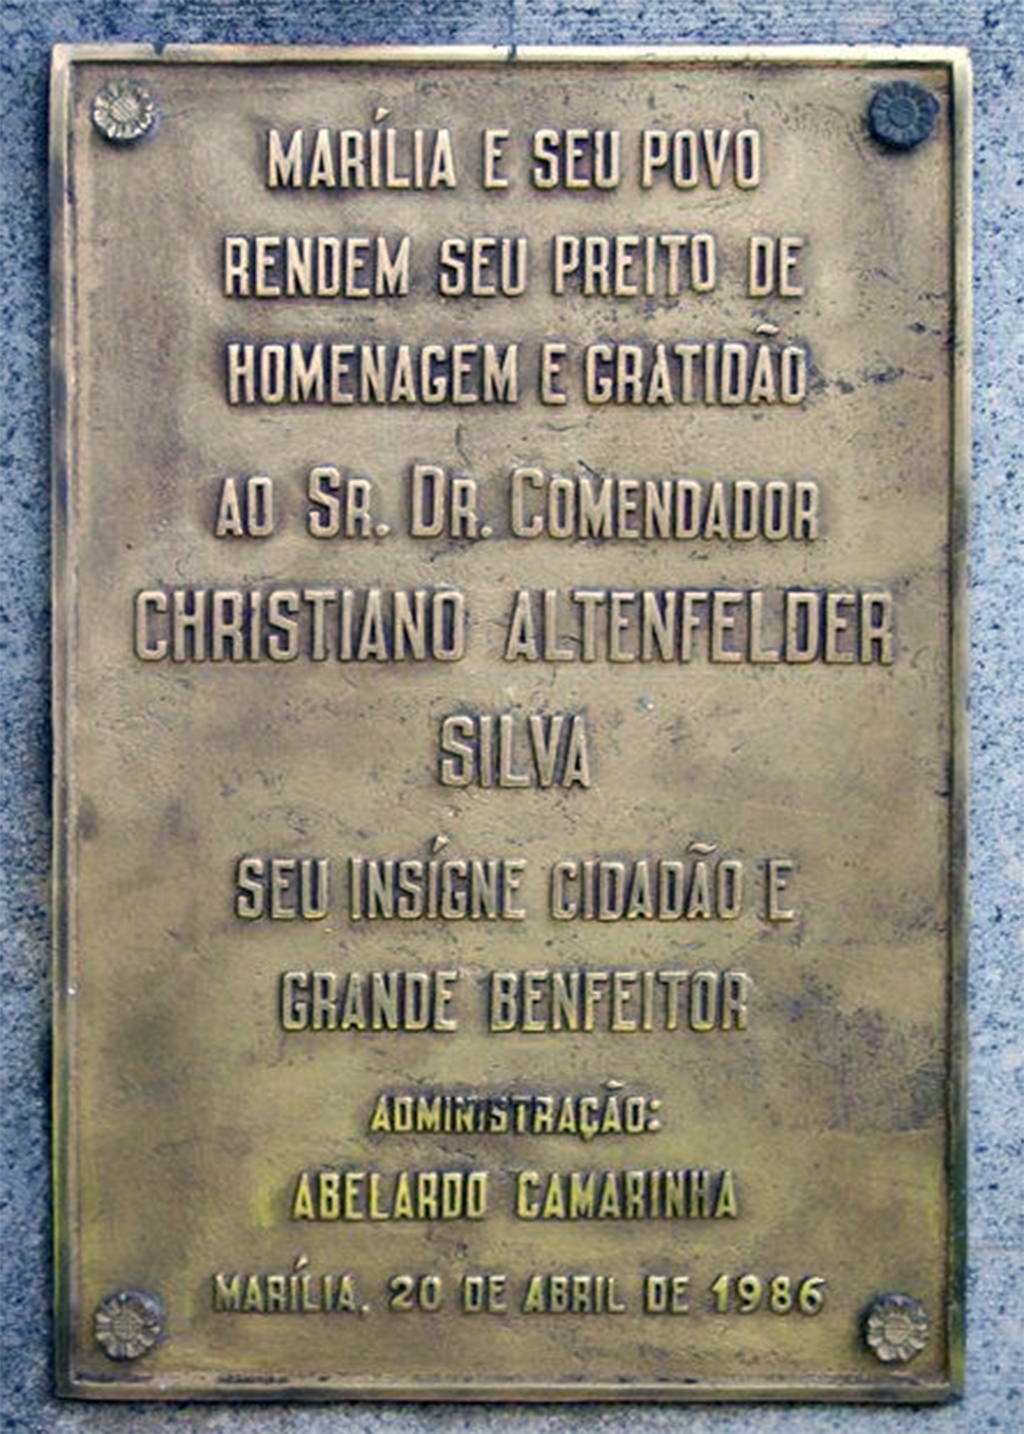 MARÍLIA E SEU POVO
RENDEM SEU PREITO DE
HOMENAGEM E GRATIDÃO
AO SR. DR. COMENDADOR
CHRISTIANO ALTENFELDER
SILVA
SEU INSÍGNE CIDADÃO E
GRANDE BENFEITOR
ADMINISTRAÇÃO:
ABELARDO CAMARINHA
MARÍLIA, 20 DE ABRIL DE 1986